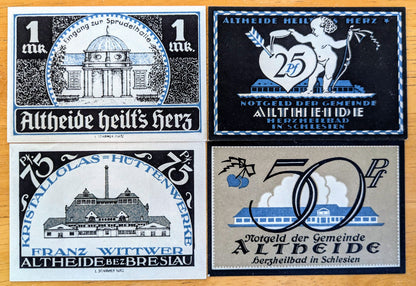 Eingang zur Sprudelhalle
1 MK.
1 MK.
Altheide heilt's Herz
ALTHEIDE HEILT'S HERZ
25 Pf
NOTGELD DER GEMEINDE
ALTHEIDE
HERZHEILBAD
IN SCHLESIEN
75 Pf
75 Pf
KRISTALLGLAS=HÜTTENWERKE
FRANZ WITTWER
ALTHEIDE BEZ BRESLAU
50 Pf
Notgeld der Gemeinde
ALTHEIDE
Herzheilbad in Schlesien